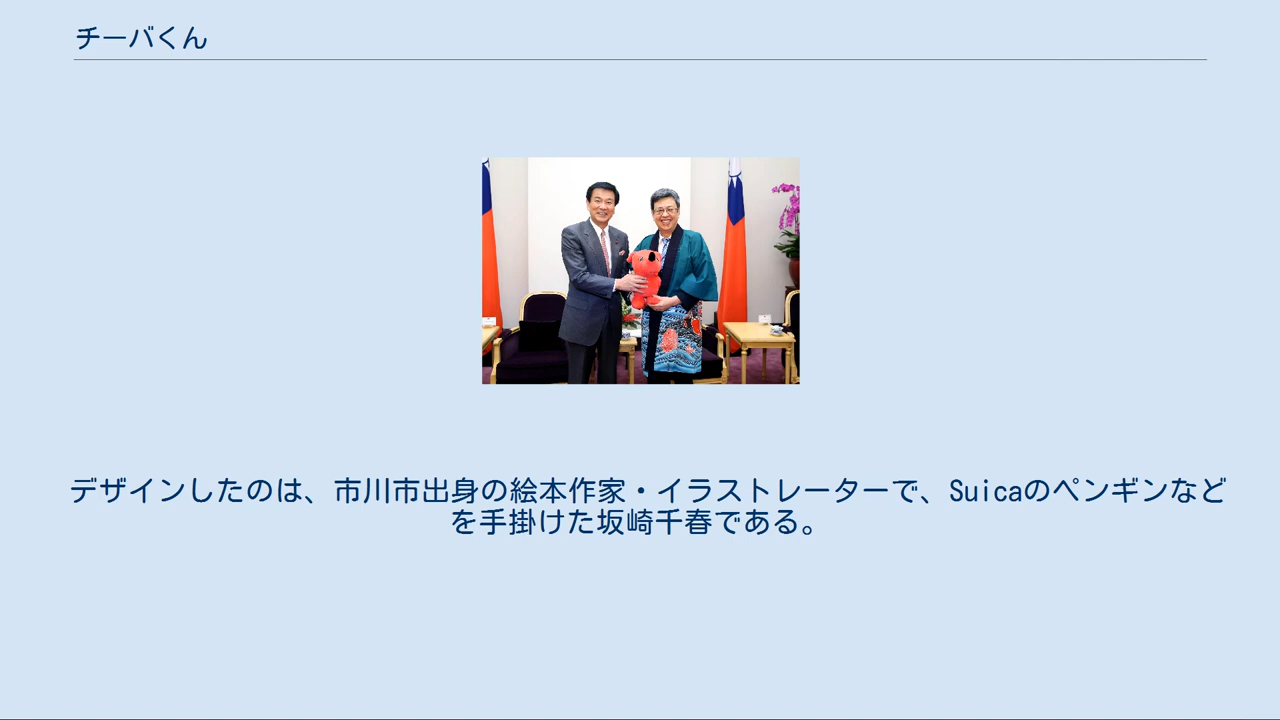 チーバくん
デザインしたのは、市川市出身の絵本作家・イラストレーターで、Suicaのペンギンなど
を手掛けた坂崎千春である。